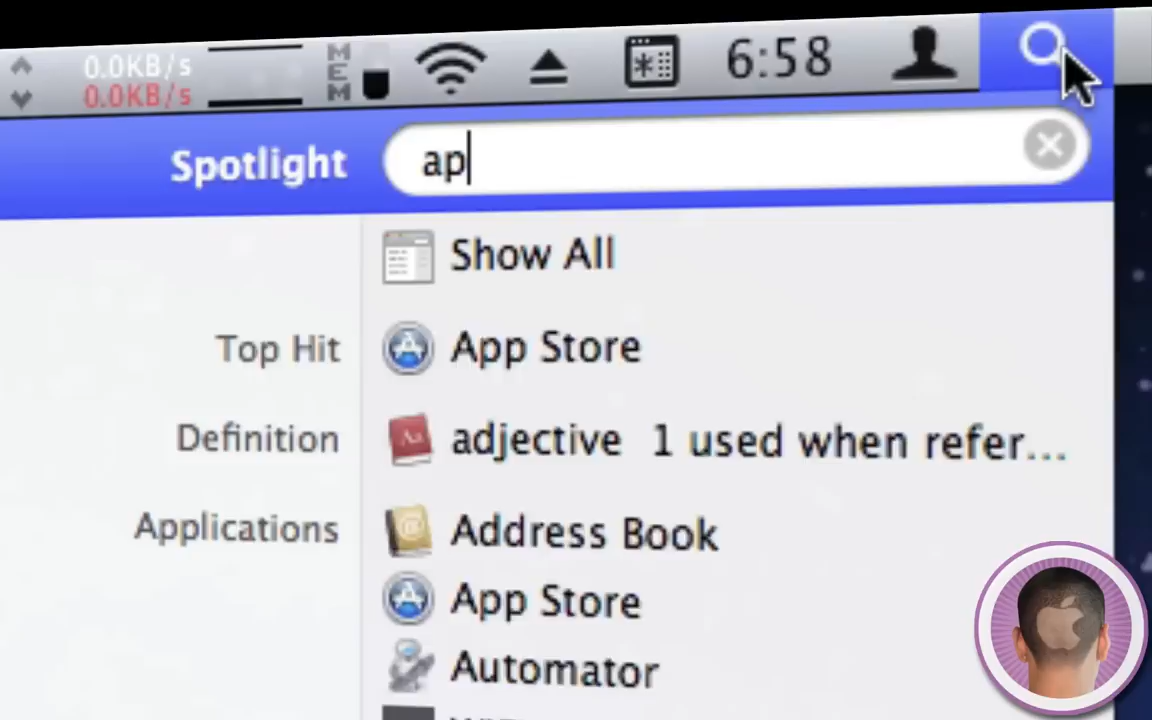 0.0KB/s
0.0KB/s
MEM
6:58
Spotlight ap
Show All
Top Hit App Store
Definition adjective 1 used when refer...
Applications Address Book
App Store
Automator